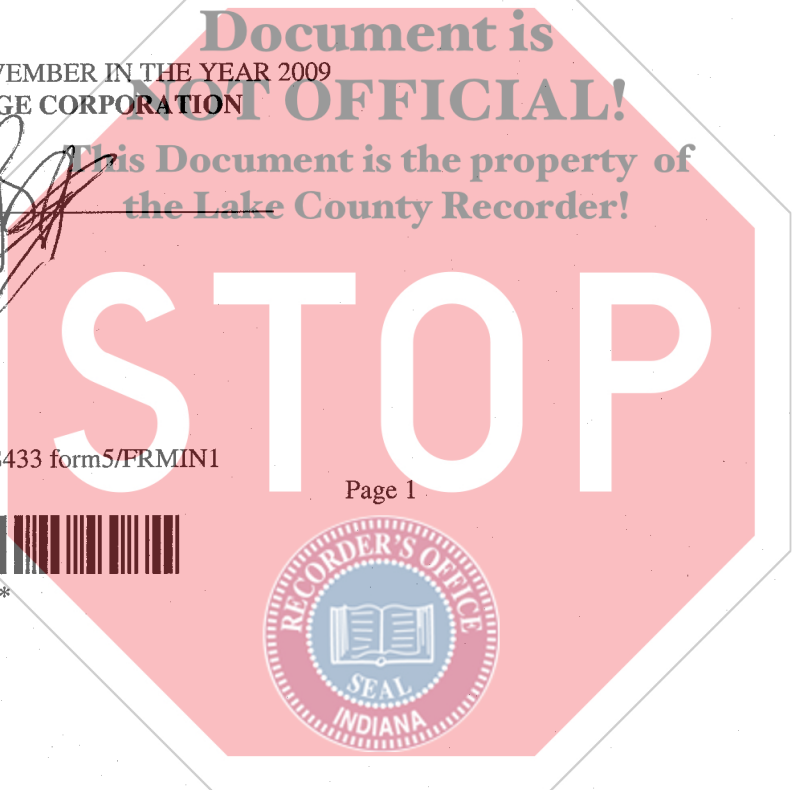 Document is
VEMBER IN THE YEAR 2009
GE CORPORATION
NOT OFFICIAL!
This Document is the property of
the Lake County Recorder!
STOP
433 form5/FRMIN1
Page 1
*
RECORDER'S OFFICE
SEAL
INDIANA